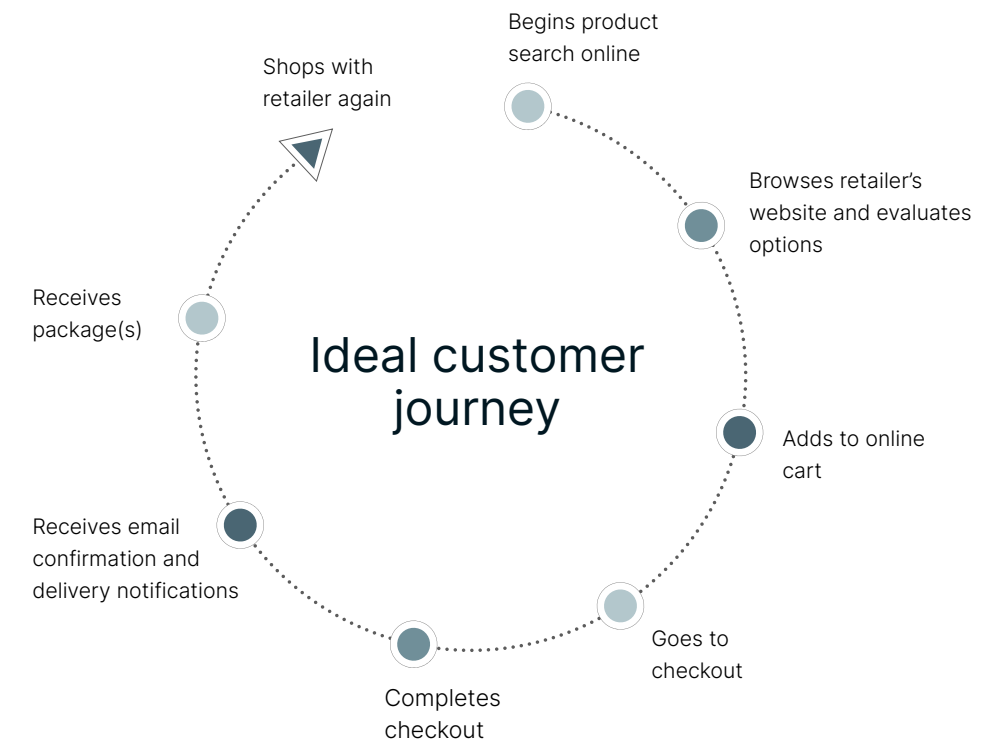 Begins product
search online
Browses retailer’s
website and evaluates
options
Adds to online
cart
Goes to
checkout
Completes
checkout
Receives email
confirmation and
delivery notifications
Receives
package(s)
Shops with
retailer again
Ideal customer
journey